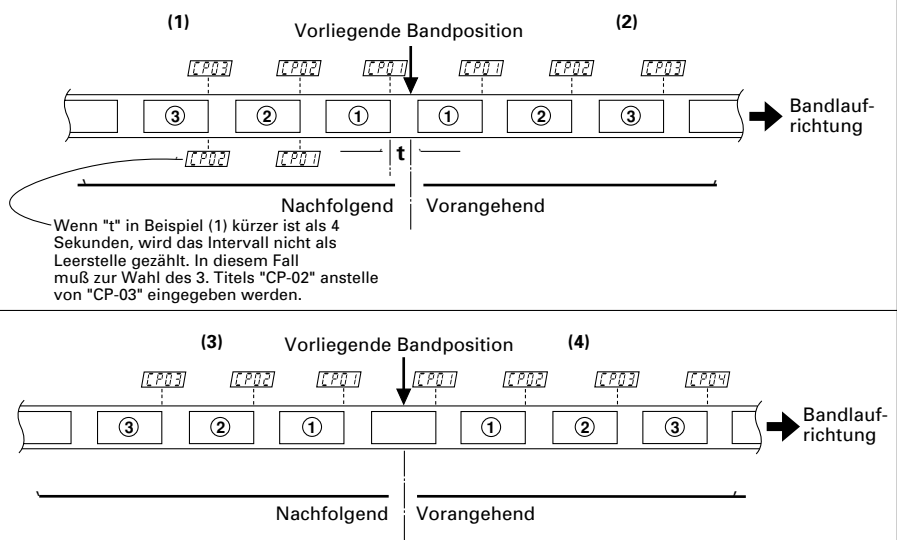 (1)
Vorliegende Bandposition
(2)
CP03 CP02 CP01 CP01 CP02 CP03
③ ② ① ① ② ③
Bandlauf-
richtung
CP02 CP01
t
Nachfolgend Vorangehend
Wenn "t" in Beispiel (1) kürzer ist als 4
Sekunden, wird das Intervall nicht als
Leerstelle gezählt. In diesem Fall
muß zur Wahl des 3. Titels "CP-02" anstelle
von "CP-03" eingegeben werden.
(3)
Vorliegende Bandposition
(4)
CP03 CP02 CP01 CP01 CP02 CP03 CP04
③ ② ① ① ② ③
Bandlauf-
richtung
Nachfolgend Vorangehend